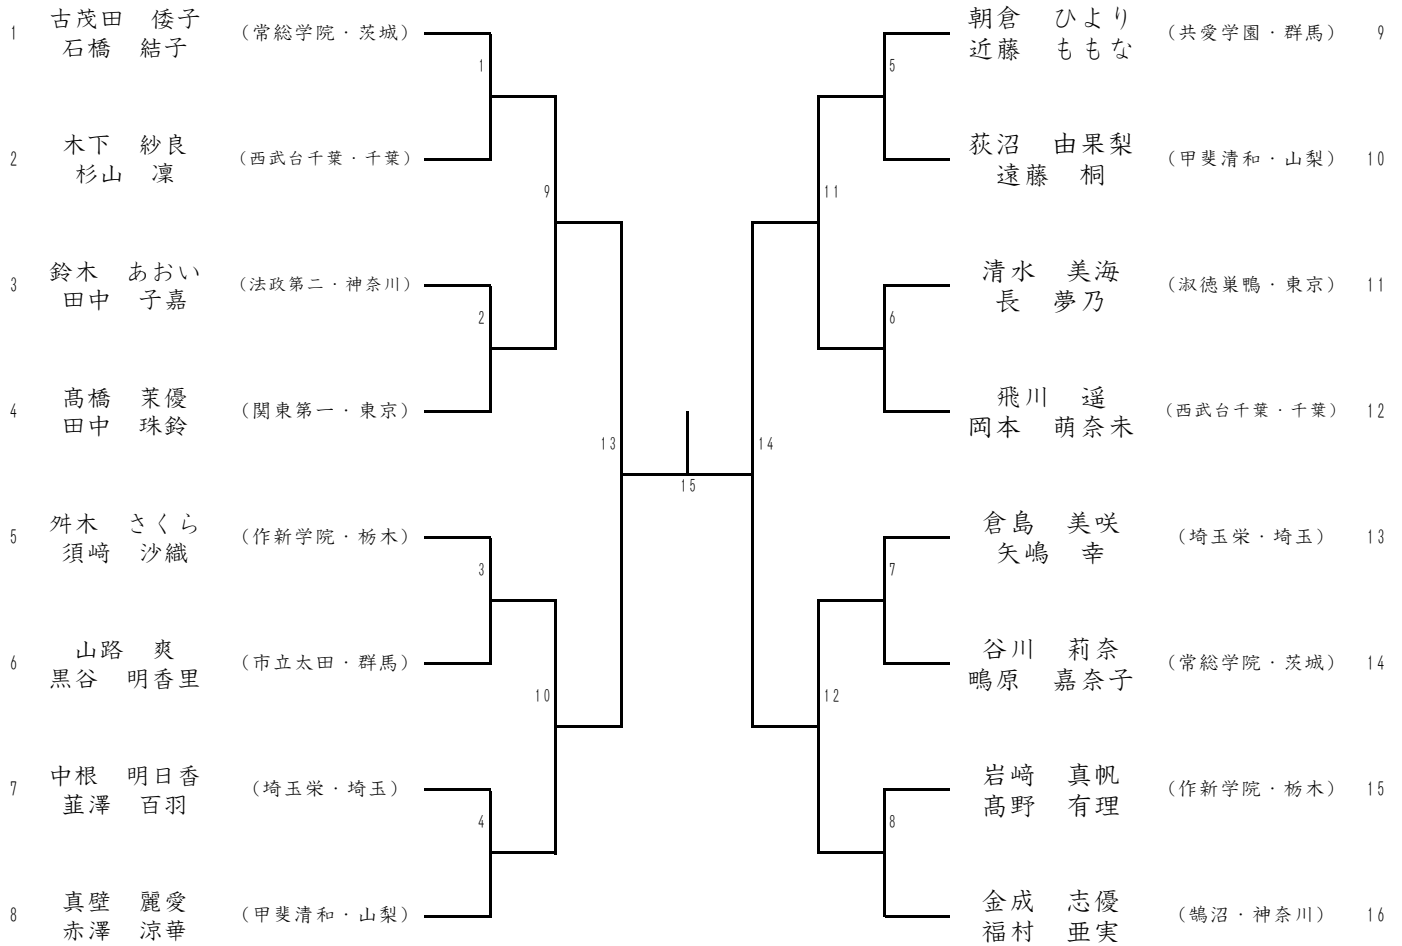 1 古茂田　倭子 (常総学院・茨城)
石橋　結子
1
2 木下　紗良 (西武台千葉・千葉)
杉山　凜
9
3 鈴木　あおい (法政第二・神奈川)
田中　子嘉
2
4 髙橋　茉優 (関東第一・東京)
田中　珠鈴
13
5 舛木　さくら (作新学院・栃木)
須﨑　沙織
3
6 山路　爽 (市立太田・群馬)
黒谷　明香里
10
7 中根　明日香 (埼玉栄・埼玉)
韮澤　百羽
4
8 真壁　麗愛 (甲斐清和・山梨)
赤澤　涼華
15
朝倉　ひより (共愛学園・群馬) 9
近藤　ももな
5
荻沼　由果梨 (甲斐清和・山梨) 10
遠藤　桐
11
清水　美海 (淑徳巣鴨・東京) 11
長　夢乃
6
飛川　遥 (西武台千葉・千葉) 12
岡本　萌奈未
14
倉島　美咲 (埼玉栄・埼玉) 13
矢嶋　幸
7
谷川　莉奈 (常総学院・茨城) 14
鴫原　嘉奈子
12
岩﨑　真帆 (作新学院・栃木) 15
髙野　有理
8
金成　志優 (鵠沼・神奈川) 16
福村　亜実